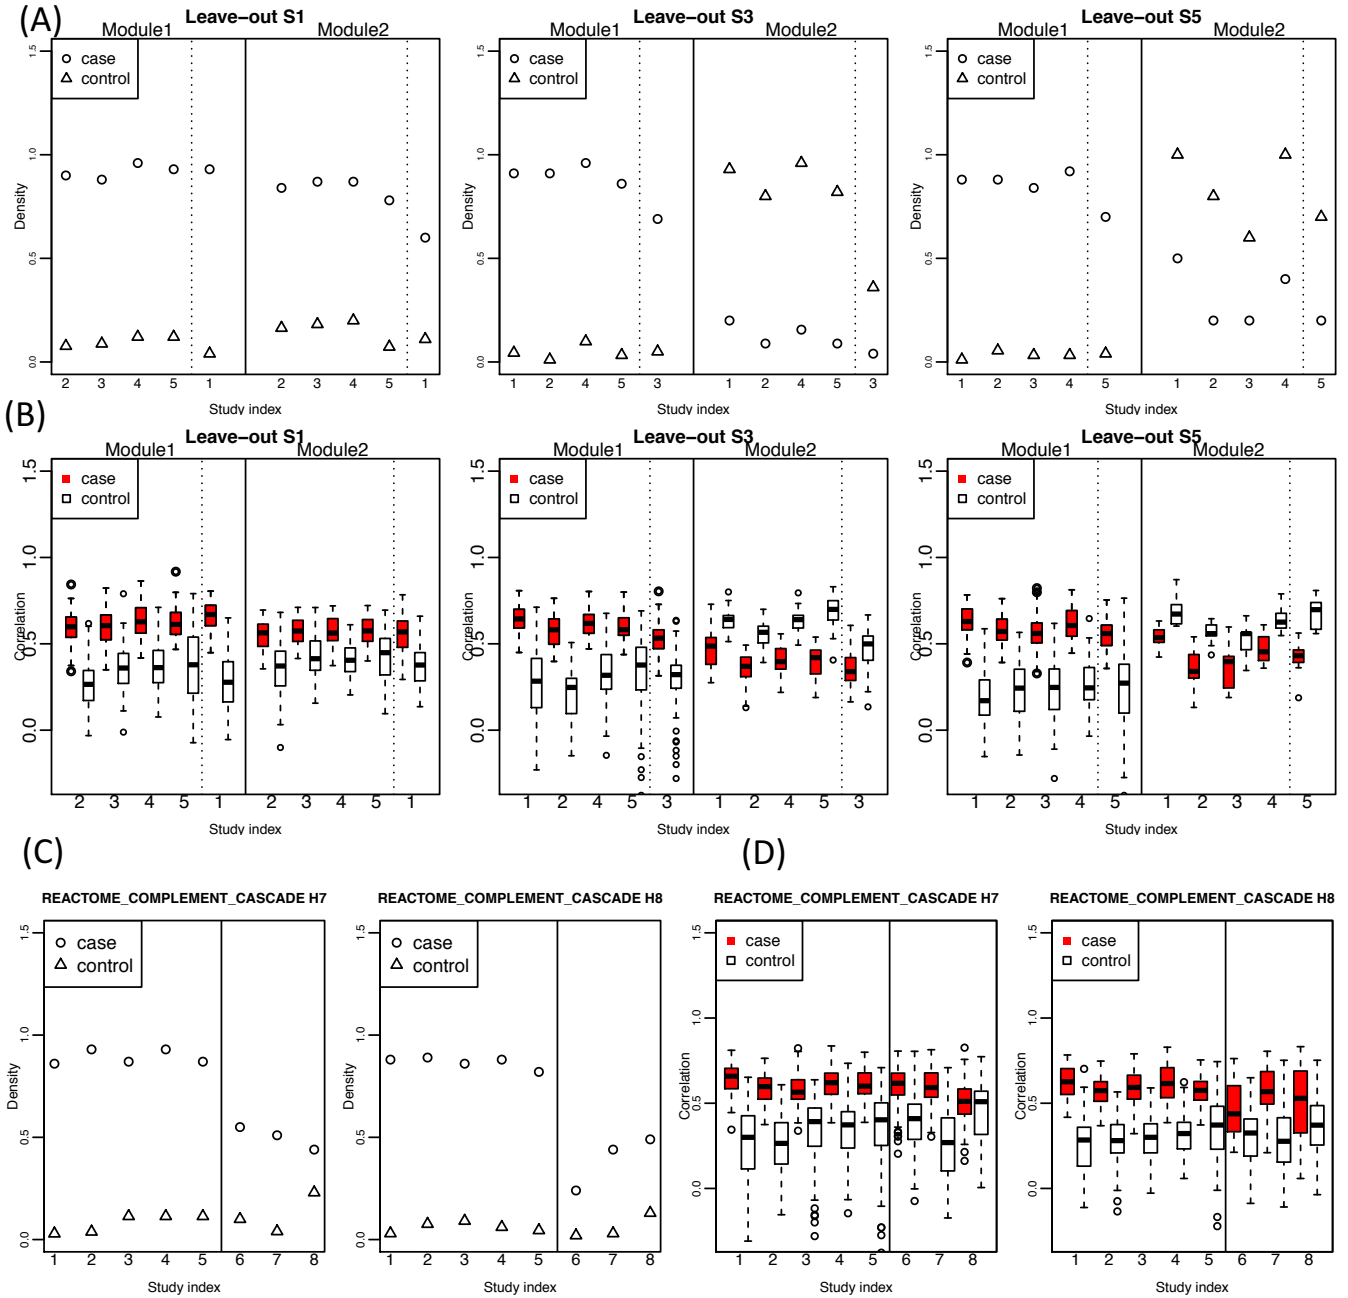 (A)
Leave−out S1
Module1
Module2
case
control
Density
0.0
0.5
1.0
1.5
2 3 4 5 1 2 3 4 5 1
Study index
Leave−out S3
Module1
Module2
case
control
Density
0.0
0.5
1.0
1.5
1 2 4 5 3 1 2 4 5 3
Study index
Leave−out S5
Module1
Module2
case
control
Density
0.0
0.5
1.0
1.5
1 2 3 4 5 1 2 3 4 5
Study index
(B)
Leave−out S1
Module1
Module2
case
control
Correlation
0.0
0.5
1.0
1.5
2 3 4 5 1 2 3 4 5 1
Study index
Leave−out S3
Module1
Module2
case
control
Correlation
0.0
0.5
1.0
1.5
1 2 4 5 3 1 2 4 5 3
Study index
Leave−out S5
Module1
Module2
case
control
Correlation
0.0
0.5
1.0
1.5
1 2 3 4 5 1 2 3 4 5
Study index
(C)
REACTOME_COMPLEMENT_CASCADE H7
case
control
Density
0.0
0.5
1.0
1.5
1 2 3 4 5 6 7 8
Study index
REACTOME_COMPLEMENT_CASCADE H8
case
control
Density
0.0
0.5
1.0
1.5
1 2 3 4 5 6 7 8
Study index
(D)
REACTOME_COMPLEMENT_CASCADE H7
case
control
Correlation
0.0
0.5
1.0
1.5
1 2 3 4 5 6 7 8
Study index
REACTOME_COMPLEMENT_CASCADE H8
case
control
Correlation
0.0
0.5
1.0
1.5
1 2 3 4 5 6 7 8
Study index